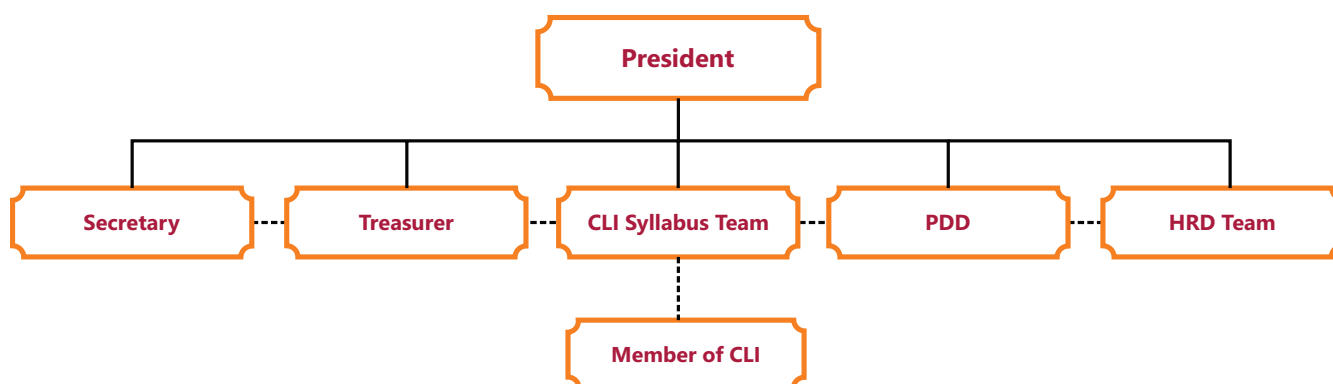 President
Secretary
Treasurer
CLI Syllabus Team
PDD
HRD Team
Member of CLI